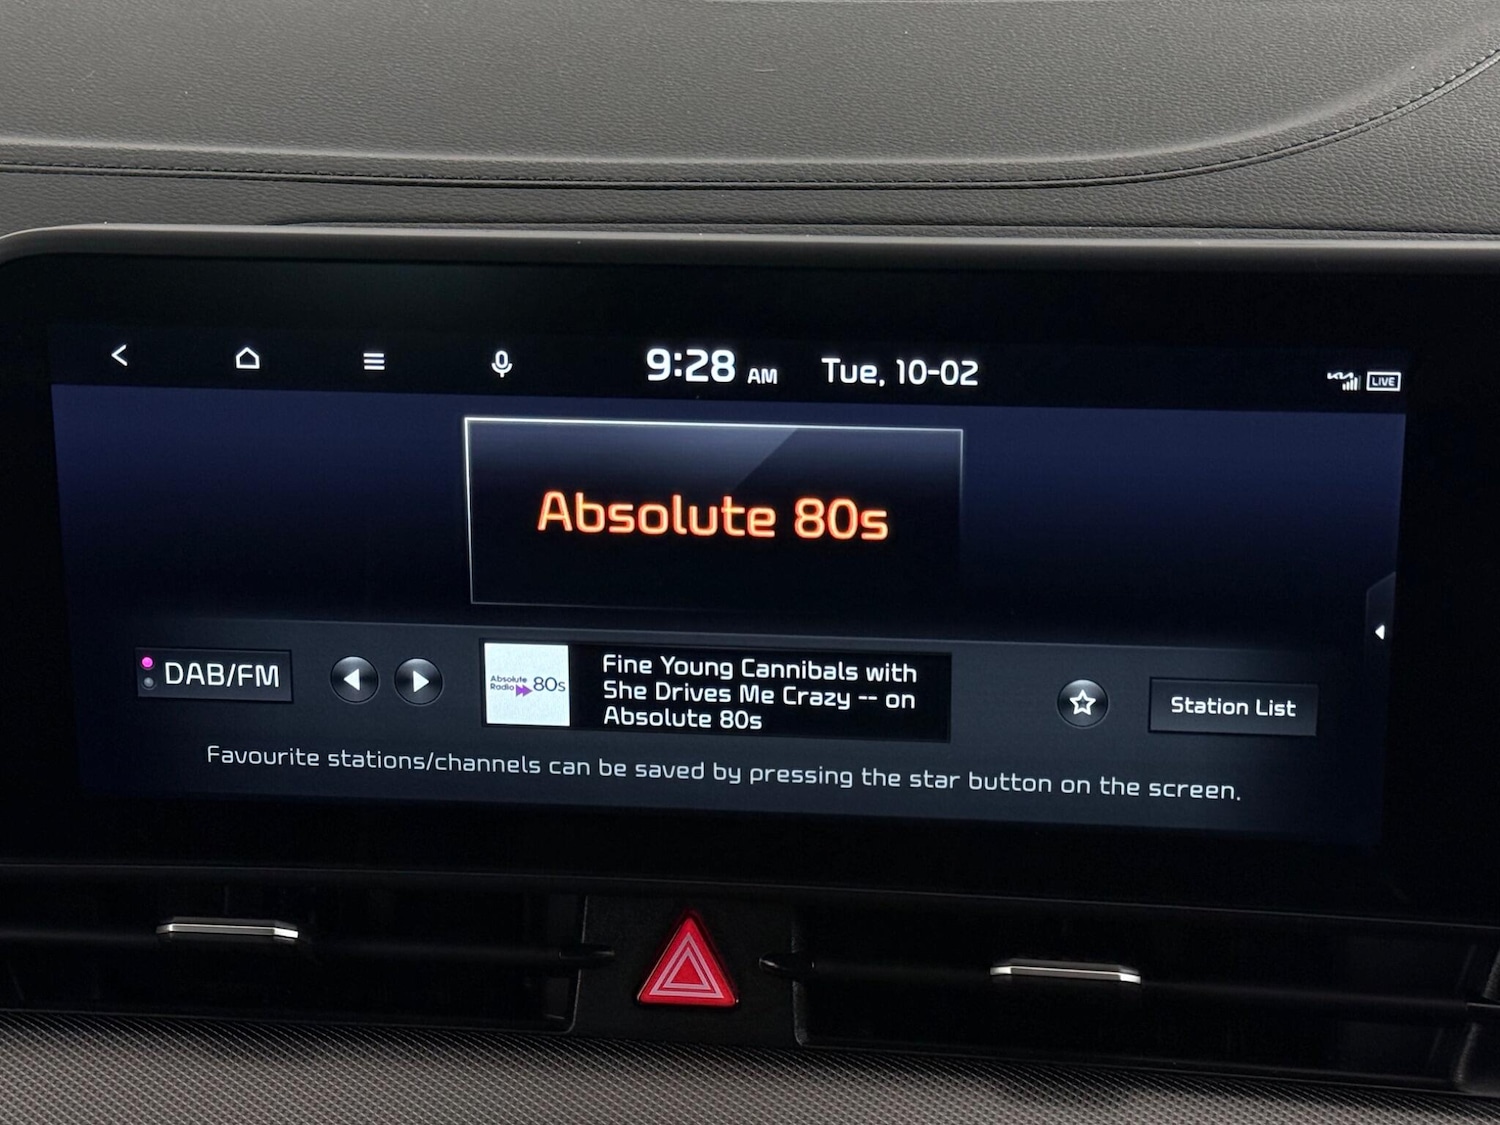 9:28 AM Tue, 10-02
LIVE
Absolute 80s
DAB/FM
Absolute
Radio 80s
Fine Young Cannibals with
She Drives Me Crazy -- on
Absolute 80s
Station List
Favourite stations/channels can be saved by pressing the star button on the screen.